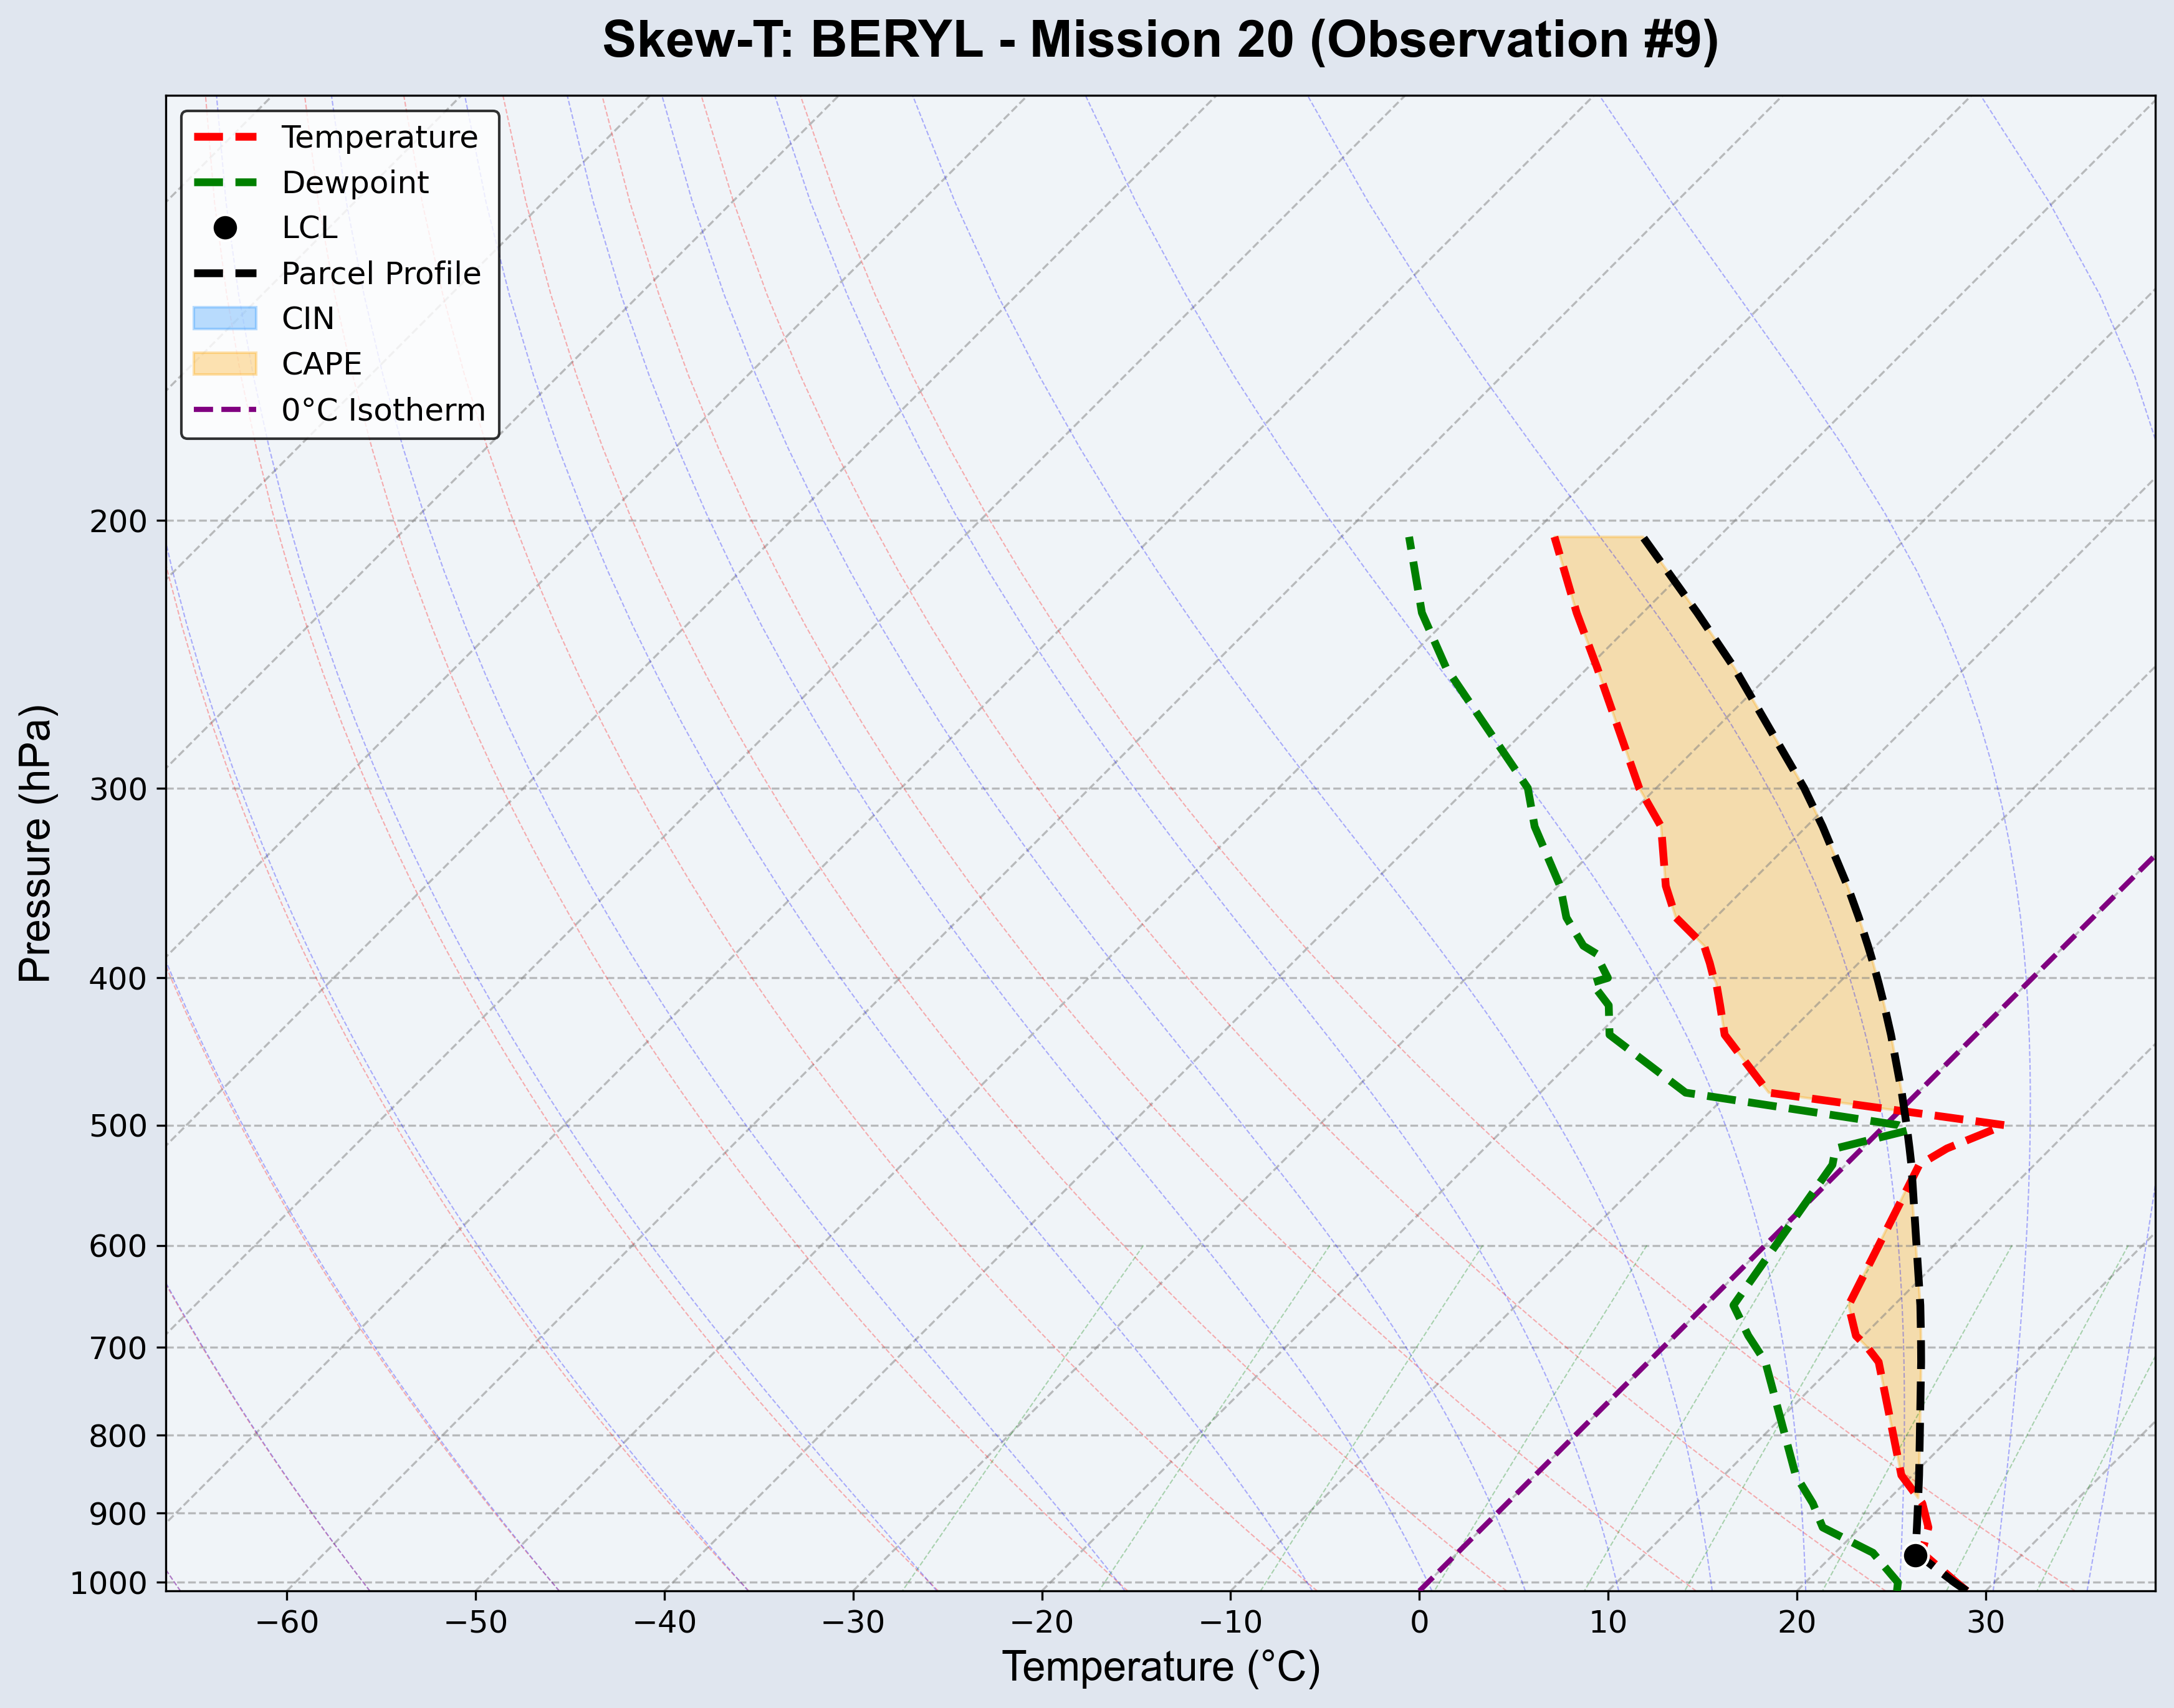 Skew-T: BERYL - Mission 20 (Observation #9)
Temperature
Dewpoint
LCL
Parcel Profile
CIN
CAPE
0°C Isotherm
Pressure (hPa)
200
300
400
500
600
700
800
900
1000
−60 −50 −40 −30 −20 −10 0 10 20 30
Temperature (°C)